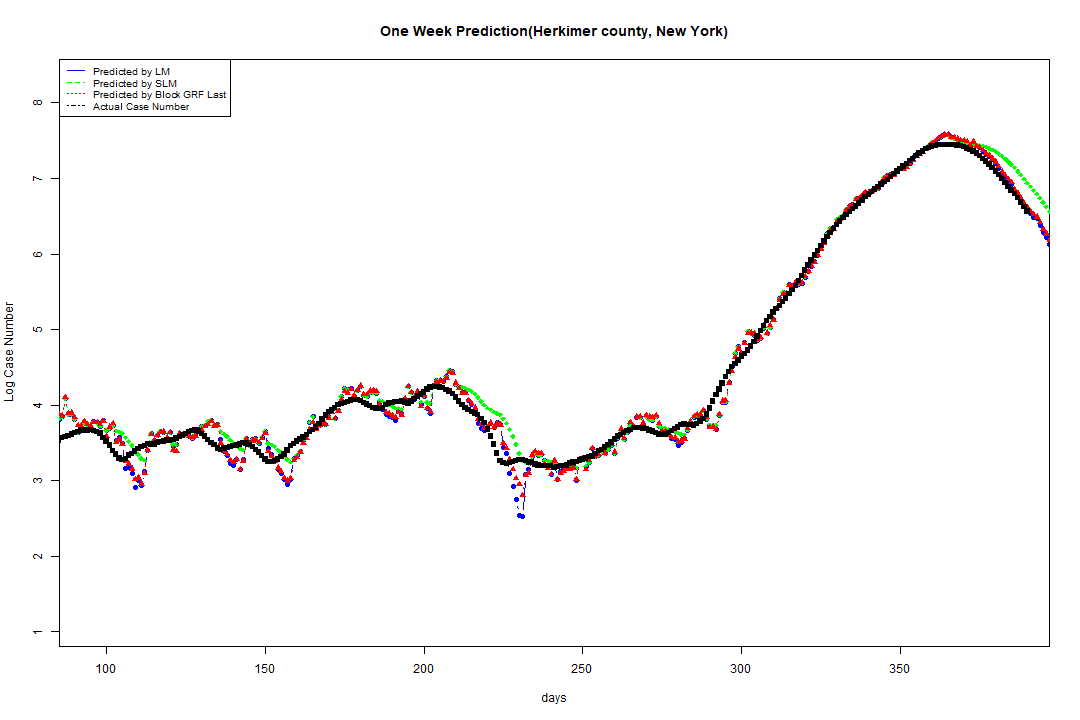 One Week Prediction(Herkimer county, New York)
Predicted by LM
Predicted by SLM
Predicted by Block GRF Last
Actual Case Number
8
7
6
5
4
3
2
1
Log Case Number
100 150 200 250 300 350
days